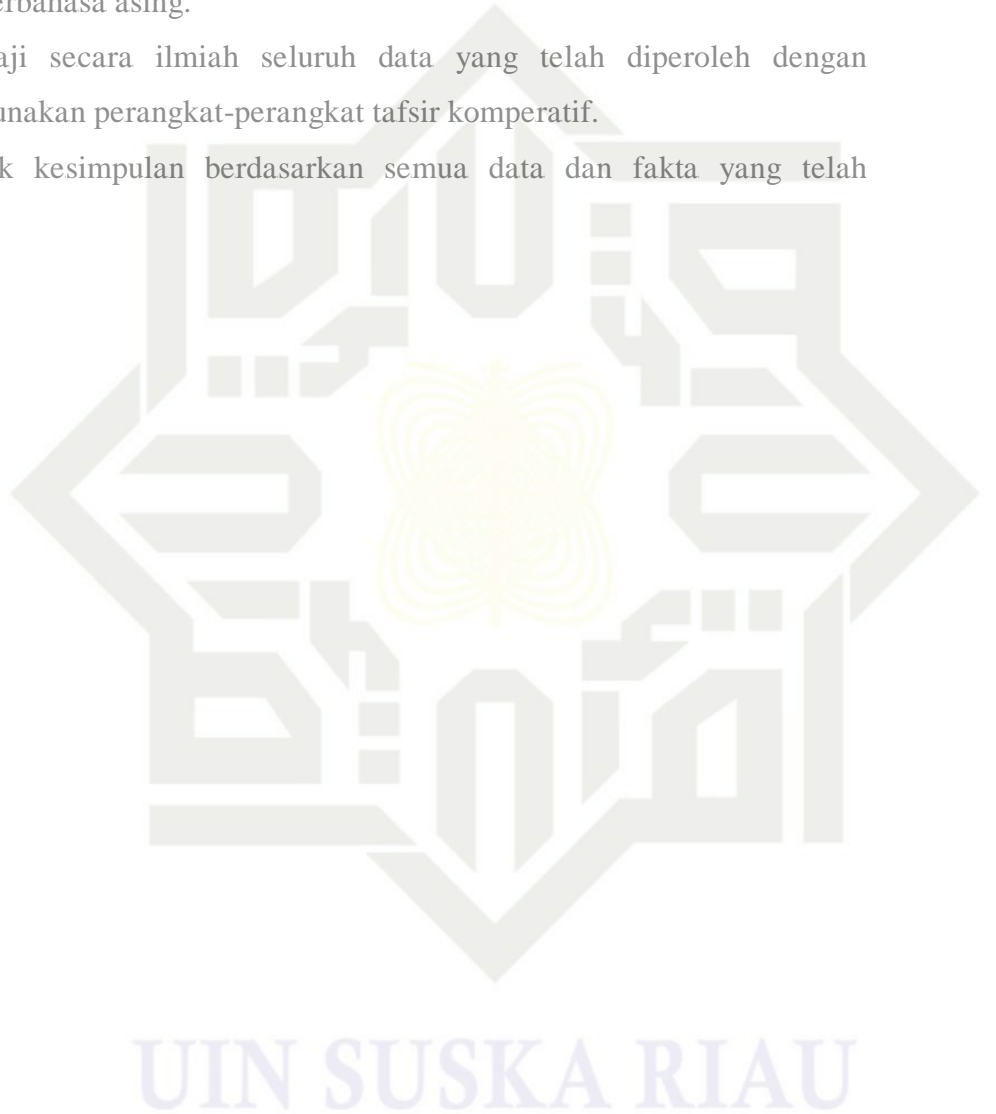 erbahasa asing.
aji secara ilmiah seluruh data yang telah diperoleh dengan
unakan perangkat-perangkat tafsir komperatif.
k kesimpulan berdasarkan semua data dan fakta yang telah
UIN SUSKA RIAU